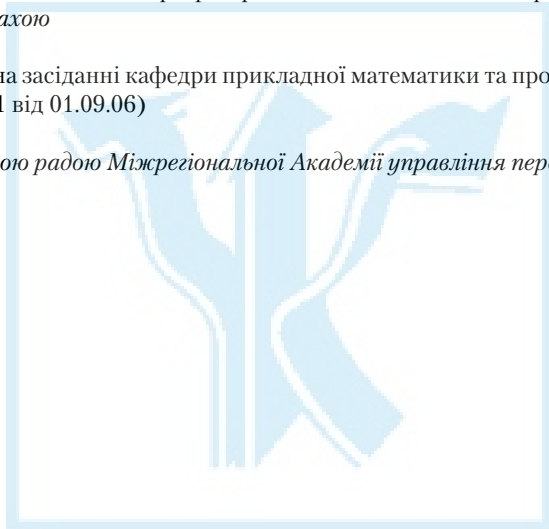 ахою
на засіданні кафедри прикладної математики та про
1 від 01.09.06)
ою радою Міжрегіональної Академії управління пер